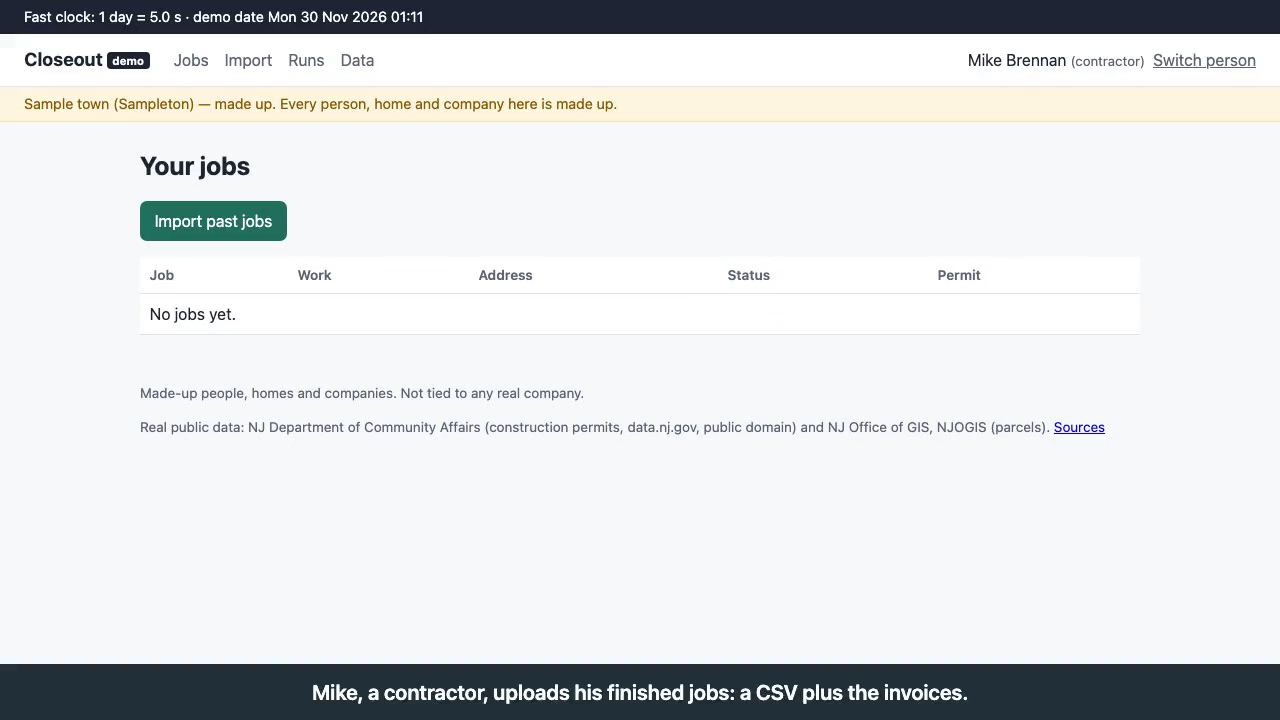 Fast clock: 1 day = 5.0 s · demo date Mon 30 Nov 2026 01:11
Closeout demo Jobs Import Runs Data Mike Brennan (contractor) Switch person
Sample town (Sampleton) — made up. Every person, home and company here is made up.
Your jobs
Import past jobs
Job Work Address Status Permit
No jobs yet.
Made-up people, homes and companies. Not tied to any real company.
Real public data: NJ Department of Community Affairs (construction permits, data.nj.gov, public domain) and NJ Office of GIS, NJOGIS (parcels). Sources
Mike, a contractor, uploads his finished jobs: a CSV plus the invoices.